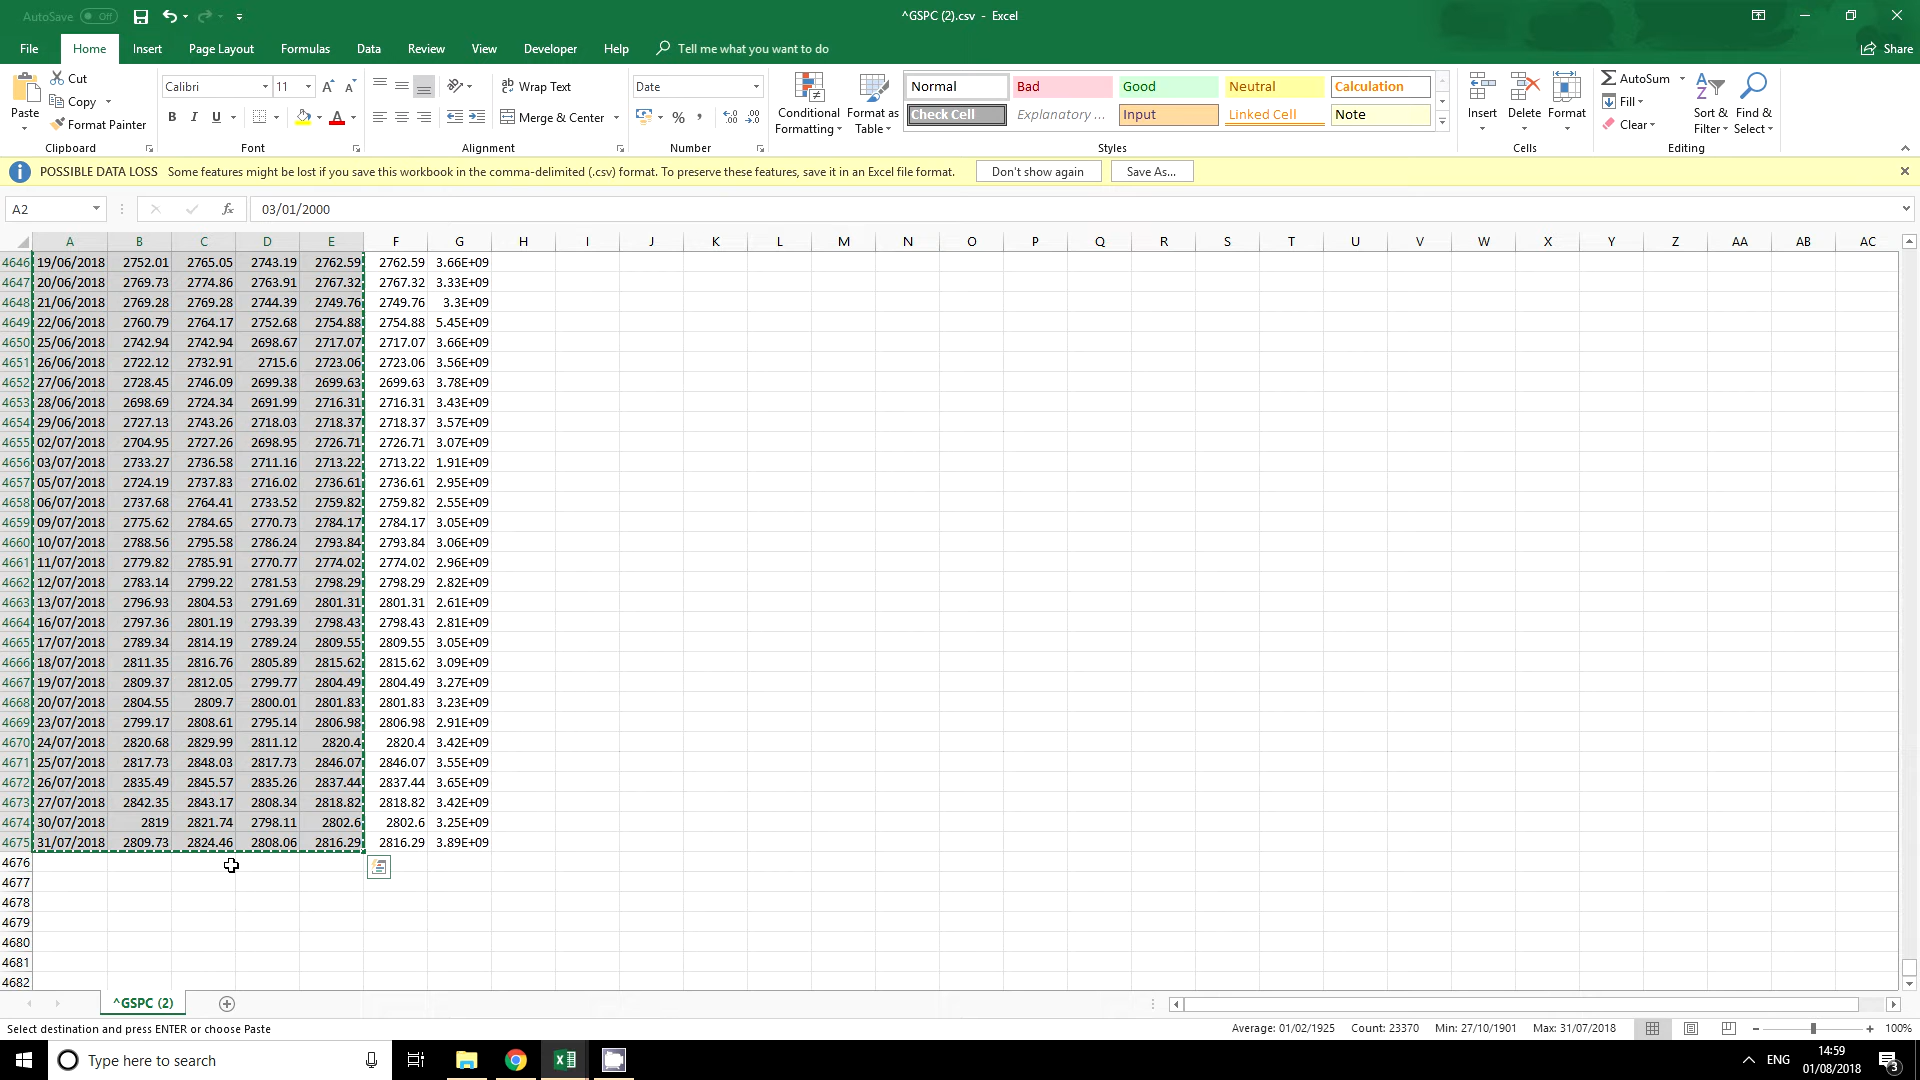 AutoSave Off ^GSPC (2).csv - Excel
File Home Insert Page Layout Formulas Data Review View Developer Help Tell me what you want to do Share
Paste Cut Copy Format Painter Clipboard
Calibri 11 A A B I U A Font
Wrap Text Merge & Center Alignment
Date % , Number
Conditional Formatting Format as Table
Normal Bad Good Neutral Calculation
Check Cell Explanatory ... Input Linked Cell Note
Styles
Insert Delete Format Cells
AutoSum Fill Clear Sort & Filter Find & Select Editing
POSSIBLE DATA LOSS Some features might be lost if you save this workbook in the comma-delimited (.csv) format. To preserve these features, save it in an Excel file format. Don't show again Save As...
A2 fx 03/01/2000
A B C D E F G H I J K L M N O P Q R S T U V W X Y Z AA AB AC
4646 19/06/2018 2752.01 2765.05 2743.19 2762.59 2762.59 3.66E+09
4647 20/06/2018 2769.73 2774.86 2763.91 2767.32 2767.32 3.33E+09
4648 21/06/2018 2769.28 2769.28 2744.39 2749.76 2749.76 3.3E+09
4649 22/06/2018 2760.79 2764.17 2752.68 2754.88 2754.88 5.45E+09
4650 25/06/2018 2742.94 2742.94 2698.67 2717.07 2717.07 3.66E+09
4651 26/06/2018 2722.12 2732.91 2715.6 2723.06 2723.06 3.56E+09
4652 27/06/2018 2728.45 2746.09 2699.38 2699.63 2699.63 3.78E+09
4653 28/06/2018 2698.69 2724.34 2691.99 2716.31 2716.31 3.43E+09
4654 29/06/2018 2727.13 2743.26 2718.03 2718.37 2718.37 3.57E+09
4655 02/07/2018 2704.95 2727.26 2698.95 2726.71 2726.71 3.07E+09
4656 03/07/2018 2733.27 2736.58 2711.16 2713.22 2713.22 1.91E+09
4657 05/07/2018 2724.19 2737.83 2716.02 2736.61 2736.61 2.95E+09
4658 06/07/2018 2737.68 2764.41 2733.52 2759.82 2759.82 2.55E+09
4659 09/07/2018 2775.62 2784.65 2770.73 2784.17 2784.17 3.05E+09
4660 10/07/2018 2788.56 2795.58 2786.24 2793.84 2793.84 3.06E+09
4661 11/07/2018 2779.82 2785.91 2770.77 2774.02 2774.02 2.96E+09
4662 12/07/2018 2783.14 2799.22 2781.53 2798.29 2798.29 2.82E+09
4663 13/07/2018 2796.93 2804.53 2791.69 2801.31 2801.31 2.61E+09
4664 16/07/2018 2797.36 2801.19 2793.39 2798.43 2798.43 2.81E+09
4665 17/07/2018 2789.34 2814.19 2789.24 2809.55 2809.55 3.05E+09
4666 18/07/2018 2811.35 2816.76 2805.89 2815.62 2815.62 3.09E+09
4667 19/07/2018 2809.37 2812.05 2799.77 2804.49 2804.49 3.27E+09
4668 20/07/2018 2804.55 2809.7 2800.01 2801.83 2801.83 3.23E+09
4669 23/07/2018 2799.17 2808.61 2795.14 2806.98 2806.98 2.91E+09
4670 24/07/2018 2820.68 2829.99 2811.12 2820.4 2820.4 3.42E+09
4671 25/07/2018 2817.73 2848.03 2817.73 2846.07 2846.07 3.55E+09
4672 26/07/2018 2835.49 2845.57 2835.26 2837.44 2837.44 3.65E+09
4673 27/07/2018 2842.35 2843.17 2808.34 2818.82 2818.82 3.42E+09
4674 30/07/2018 2819 2821.74 2798.11 2802.6 2802.6 3.25E+09
4675 31/07/2018 2809.73 2824.46 2808.06 2816.29 2816.29 3.89E+09
4676
4677
4678
4679
4680
4681
4682
^GSPC (2)
Select destination and press ENTER or choose Paste Average: 01/02/1925 Count: 23370 Min: 27/10/1901 Max: 31/07/2018 100%
Type here to search ENG 14:59
01/08/2018 3